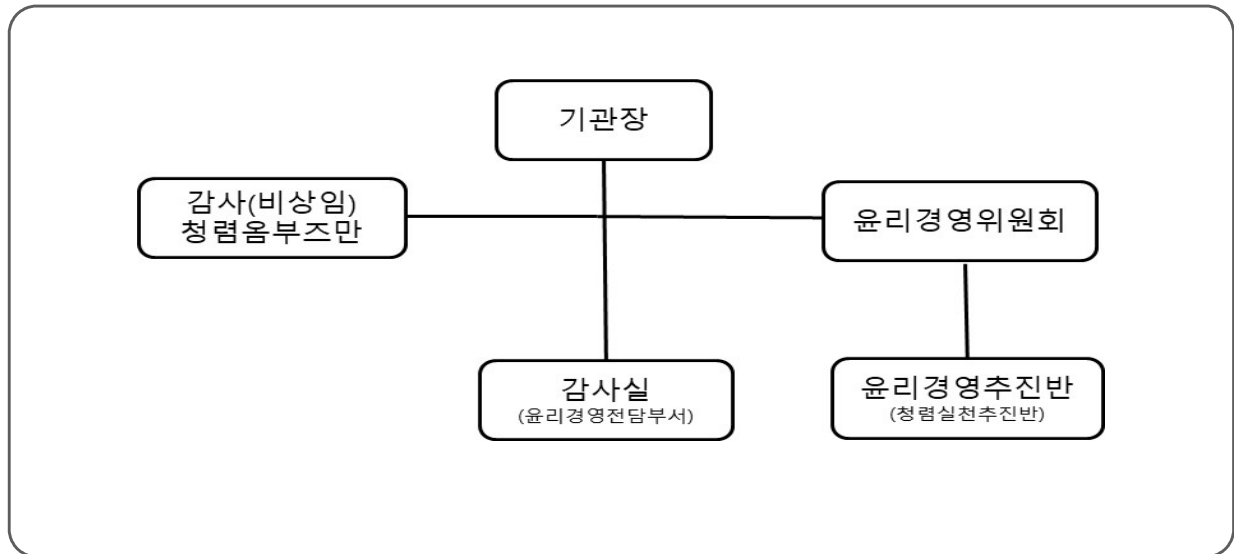 기관장
감사(비상임)
청렴옴부즈만
윤리경영위원회
감사실
(윤리경영전담부서)
윤리경영추진반
(청렴실천추진반)